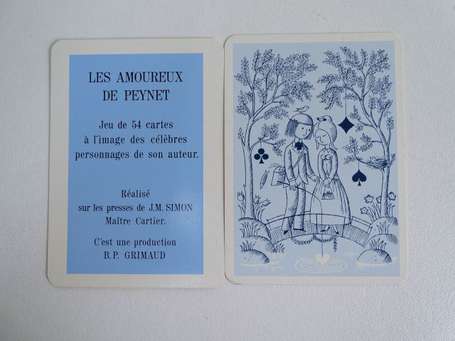 LES AMOUREUX
DE PEYNET
Jeu de 54 cartes
à l'image des célèbres
personnages de son auteur.
Réalisé
sur les presses de J.M. SIMON
Maître Cartier.
C'est une production
B.P. GRIMAUD